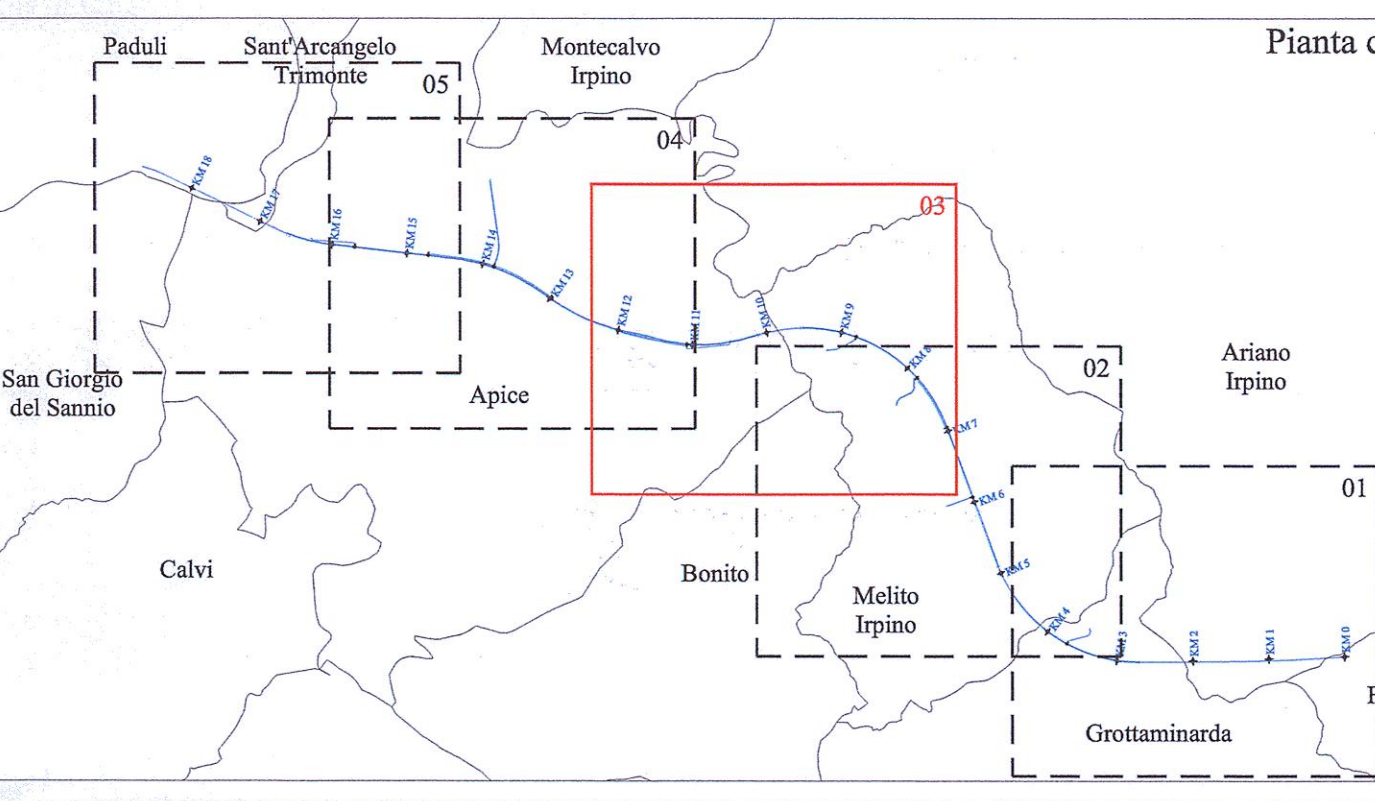 Pianta
Paduli
Sant'Arcangelo
Trimonte
Montecalvo
Irpino
05
04
03
KM 18
KM 17
KM 16
KM 15
KM 14
KM 13
KM 12
KM 11
KM 10
KM 9
KM 8
KM 7
KM 6
KM 5
KM 4
KM 3
KM 2
KM 1
KM 0
02
Ariano
Irpino
San Giorgio
del Sannio
Apice
01
Calvi
Bonito
Melito
Irpino
Grottaminarda